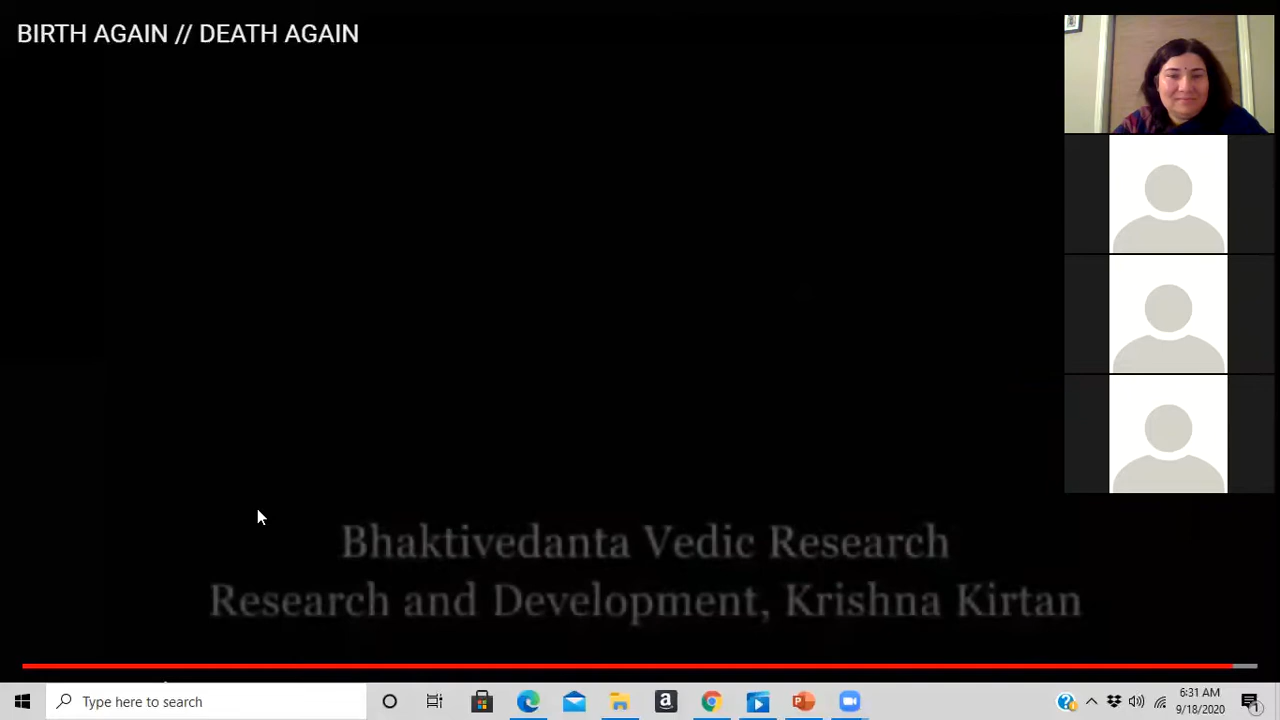 BIRTH AGAIN // DEATH AGAIN
Bhaktivedanta Vedic Research
Research and Development, Krishna Kirtan
Type here to search
6:31 AM
9/18/2020